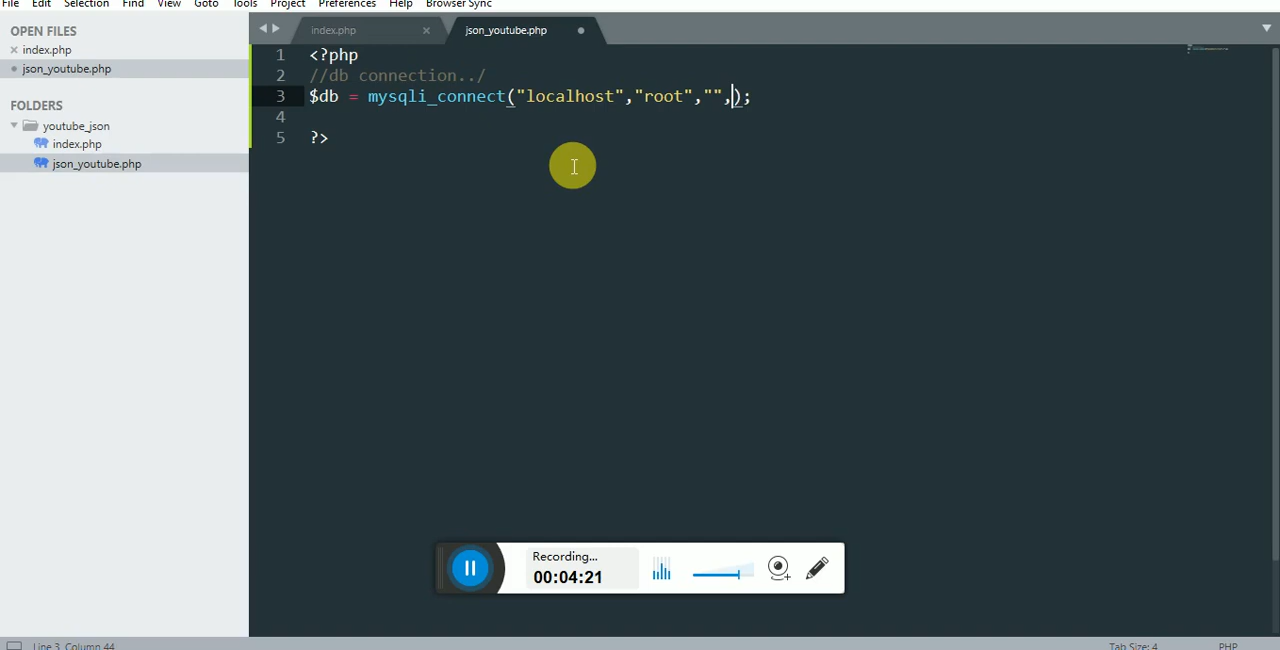 File Edit Selection Find View Goto Tools Project Preferences Help Browser Sync
OPEN FILES
index.php
json_youtube.php
FOLDERS
youtube_json
index.php
json_youtube.php
index.php
json_youtube.php
1 <?php
2 //db connection../
3 $db = mysqli_connect("localhost","root","",);
4
5 ?>
Recording...
00:04:21
Line 3, Column 44
Tab Size: 4
PHP